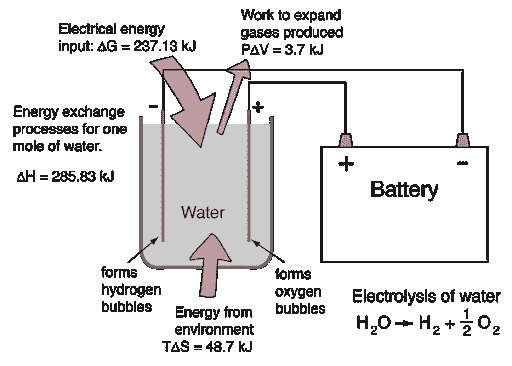 Electrical energy
input: ΔG = 237.13 kJ
Work to expand
gases produced
PΔV = 3.7 kJ
Energy exchange
processes for one
mole of water.
ΔH = 285.83 kJ
-
+
+
-
Battery
Water
forms
hydrogen
bubbles
forms
oxygen
bubbles
Energy from
environment
TΔS = 48.7 kJ
Electrolysis of water
H₂O → H₂ + ½ O₂